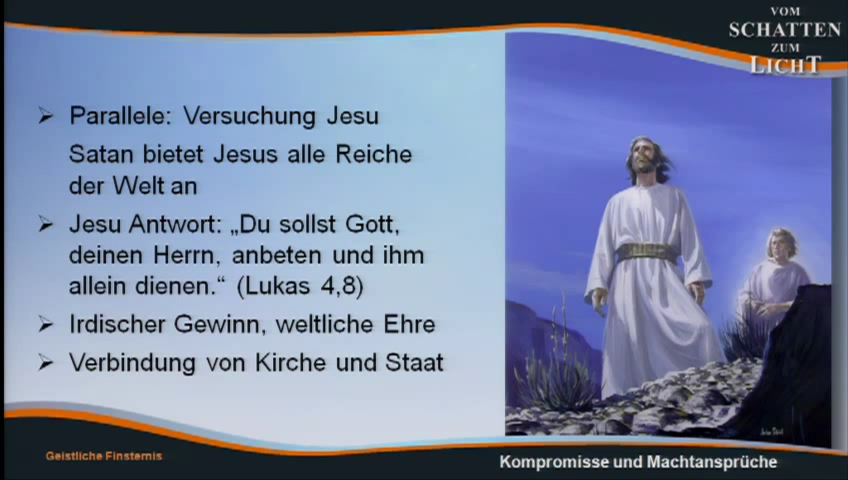 VOM
SCHATTEN
ZUM
LICHT
➢ Parallele: Versuchung Jesu
Satan bietet Jesus alle Reiche
der Welt an
➢ Jesu Antwort: „Du sollst Gott,
deinen Herrn, anbeten und ihm
allein dienen.“ (Lukas 4,8)
➢ Irdischer Gewinn, weltliche Ehre
➢ Verbindung von Kirche und Staat
Geistliche Finsternis
Kompromisse und Machtansprüche